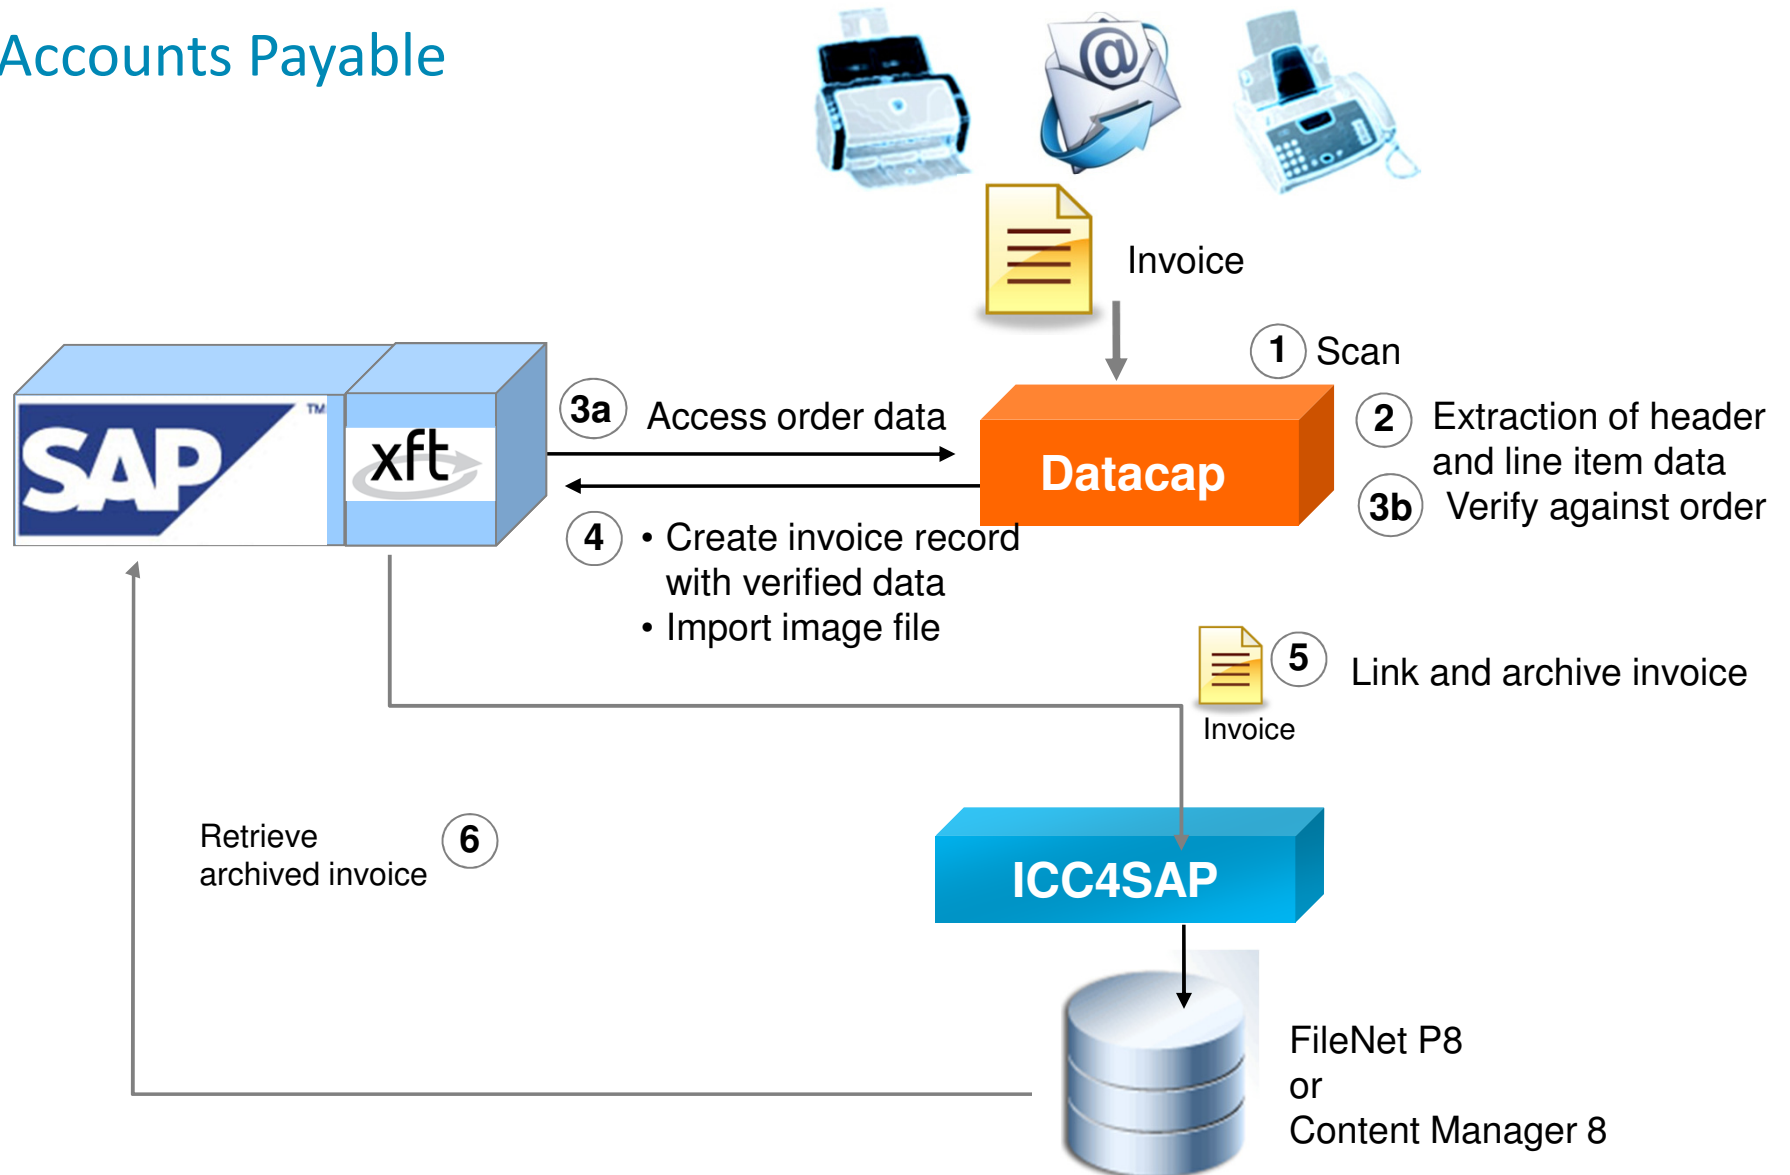 Accounts Payable
@
Invoice
1 Scan
SAP TM
xft
3a Access order data
Datacap
2 Extraction of header
and line item data
3b Verify against order
4 • Create invoice record
with verified data
• Import image file
5 Link and archive invoice
Invoice
Retrieve
archived invoice
6
ICC4SAP
FileNet P8
or
Content Manager 8